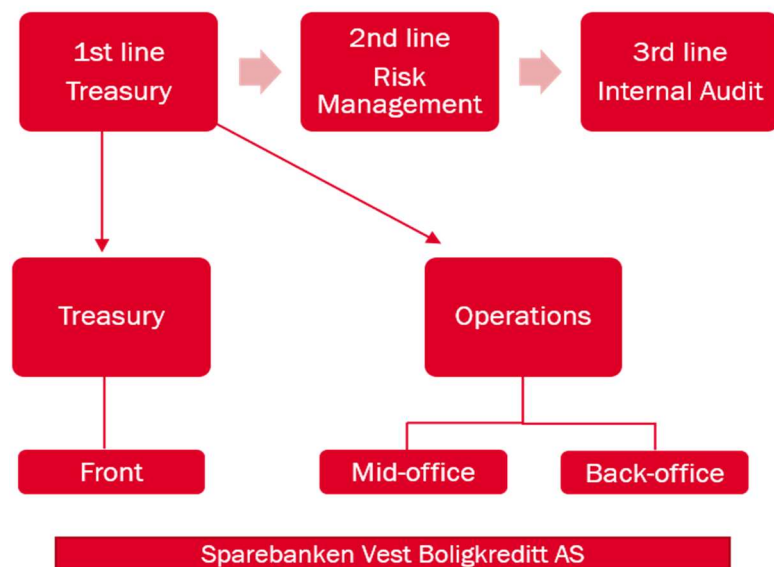 1st line
Treasury
2nd line
Risk
Management
3rd line
Internal Audit
Treasury
Operations
Front
Mid-office
Back-office
Sparebanken Vest Boligkreditt AS